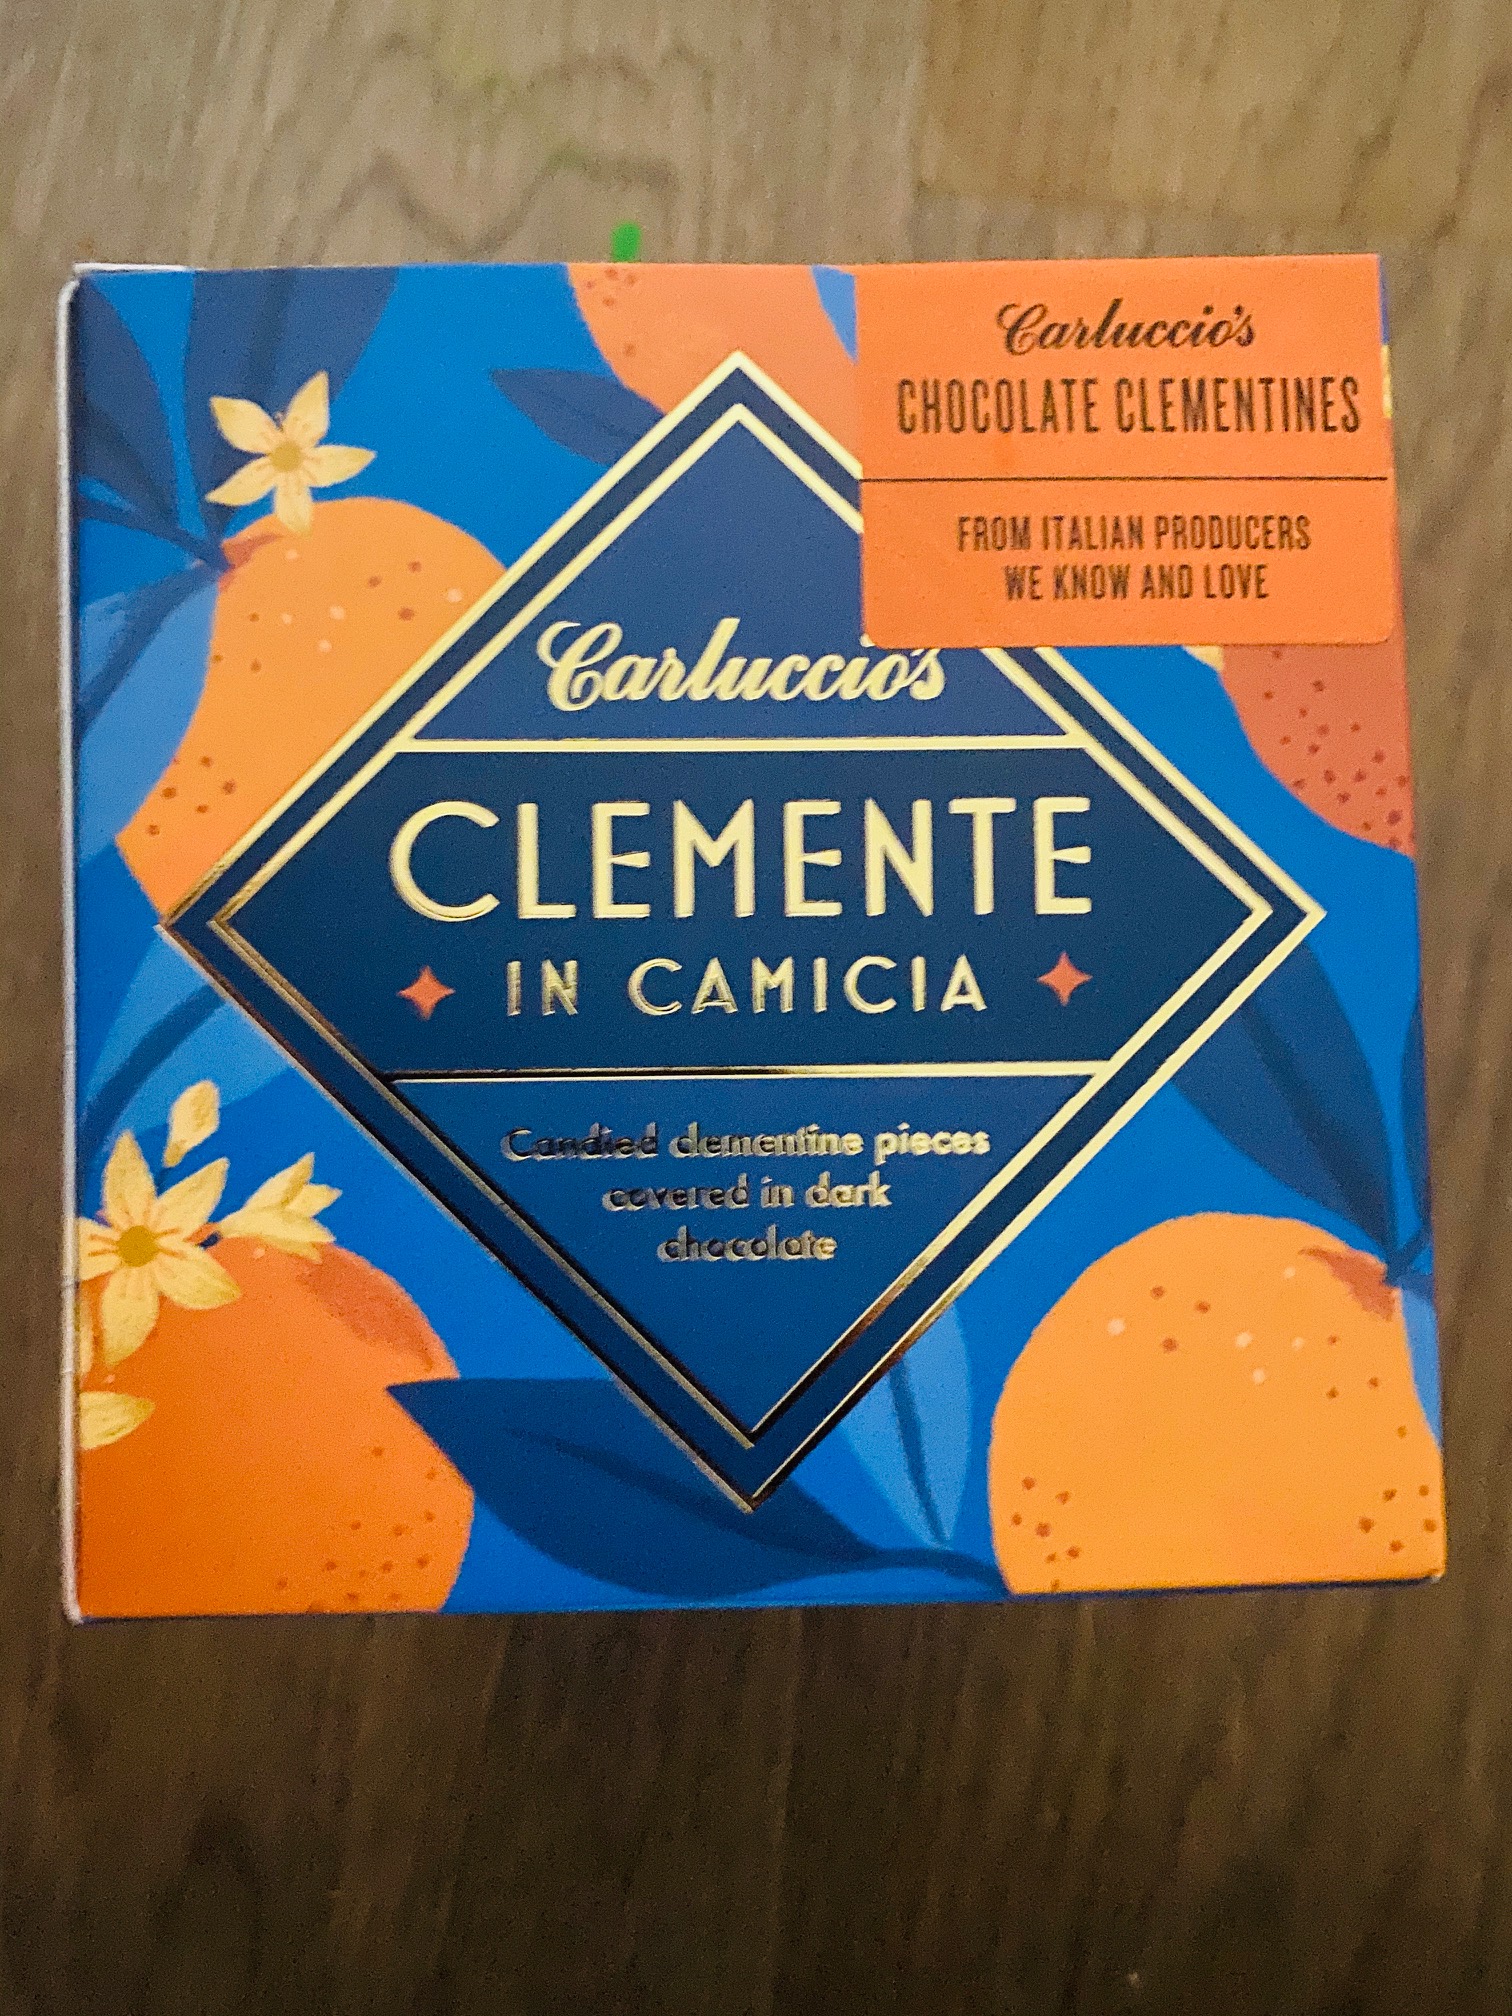 Carluccio's
CHOCOLATE CLEMENTINES
FROM ITALIAN PRODUCERS
WE KNOW AND LOVE
Carluccio's
CLEMENTE
IN CAMICIA
Candied clementine pieces
covered in dark
chocolate